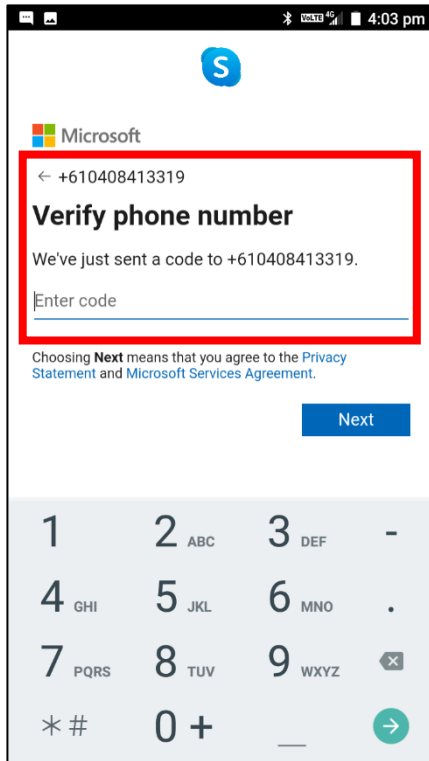 VoLTE 4G 4:03 pm
S
Microsoft
← +610408413319
Verify phone number
We've just sent a code to +610408413319.
Enter code
Choosing Next means that you agree to the Privacy
Statement and Microsoft Services Agreement.
Next
1 2 ABC 3 DEF -
4 GHI 5 JKL 6 MNO .
7 PQRS 8 TUV 9 WXYZ
*# 0 + _